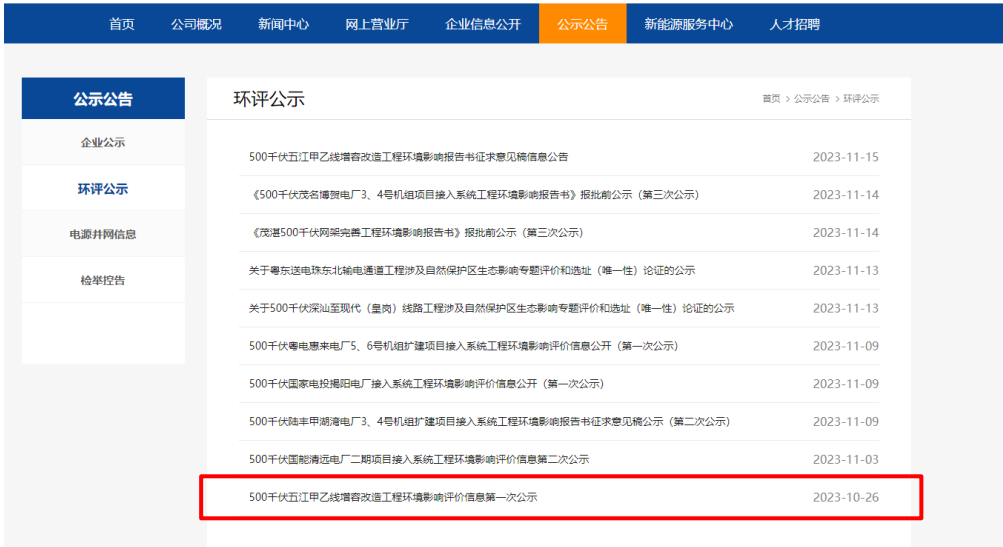 首页 公司概况 新闻中心 网上营业厅 企业信息公开 公示公告 新能源服务中心 人才招聘
公示公告
企业公示
环评公示
电源并网信息
检举控告
环评公示
首页 > 公示公告 > 环评公示
500千伏五江甲乙线增容改造工程环境影响报告书征求意见稿信息公告 2023-11-15
《500千伏茂名博贺电厂3、4号机组项目接入系统工程环境影响报告书》报批前公示（第三次公示） 2023-11-14
《茂湛500千伏网架完善工程环境影响报告书》报批前公示（第三次公示） 2023-11-14
关于粤东送电珠东北输电通道工程涉及自然保护区生态影响专题评价和选址（唯一性）论证的公示 2023-11-13
关于500千伏深汕至现代（皇岗）线路工程涉及自然保护区生态影响专题评价和选址（唯一性）论证的公示 2023-11-13
500千伏粤电惠来电厂5、6号机组扩建项目接入系统工程环境影响评价信息公开（第一次公示） 2023-11-09
500千伏国家电投揭阳电厂接入系统工程环境影响评价信息公开（第一次公示） 2023-11-09
500千伏陆丰甲湖湾电厂3、4号机组扩建项目接入系统工程环境影响报告书征求意见稿公示（第二次公示） 2023-11-09
500千伏国能清远电厂二期项目接入系统工程环境影响评价信息第二次公示 2023-11-03
500千伏五江甲乙线增容改造工程环境影响评价信息第一次公示 2023-10-26